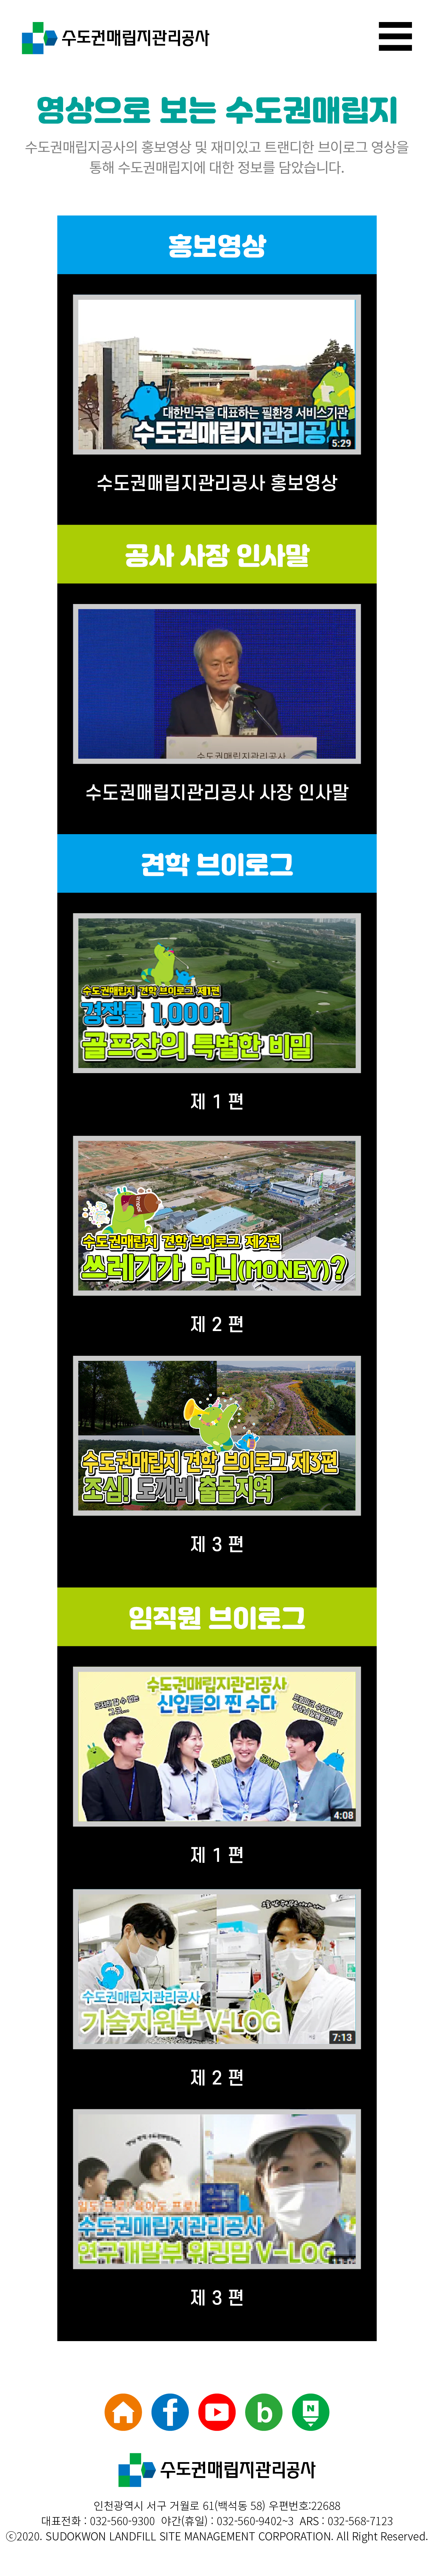 수도권매립지관리공사
영상으로 보는 수도권매립지
수도권매립지공사의 홍보영상 및 재미있고 트랜디한 브이로그 영상을
통해 수도권매립지에 대한 정보를 담았습니다.
홍보영상
대한민국을 대표하는 필환경 서비스기관
수도권매립지관리공사
5:29
수도권매립지관리공사 홍보영상
공사 사장 인사말
수도권매립지관리공사
수도권매립지관리공사 사장 인사말
견학 브이로그
수도권매립지 견학 브이로그 제1편
경쟁률 1,000:1
골프장의 특별한 비밀
제 1 편
수도권매립지 견학 브이로그 제2편
쓰레기가 머니(MONEY)?
제 2 편
수도권매립지 견학 브이로그 제3편
조심! 도깨비 출몰지역
제 3 편
임직원 브이로그
수도권매립지관리공사
신입들의 찐 수다
4:08
제 1 편
수도권매립지관리공사
기술지원부 V-LOG
7:13
제 2 편
수도권매립지관리공사
연구개발부 워킹맘 V-LOG
제 3 편
수도권매립지관리공사
인천광역시 서구 거월로 61(백석동 58) 우편번호:22688
대표전화 : 032-560-9300 야간(휴일) : 032-560-9402~3 ARS : 032-568-7123
ⓒ2020. SUDOKWON LANDFILL SITE MANAGEMENT CORPORATION. All Right Reserved.